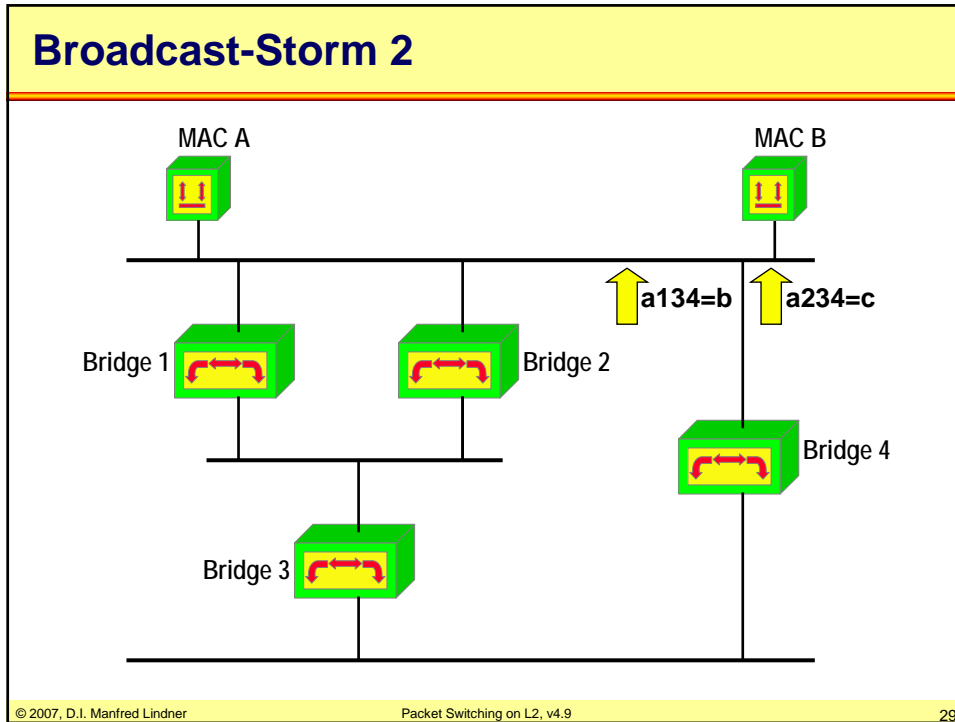 Broadcast-Storm 2
MAC A
MAC B
a134=b
a234=c
Bridge 1
Bridge 2
Bridge 4
Bridge 3
© 2007, D.I. Manfred Lindner
Packet Switching on L2, v4.9
29